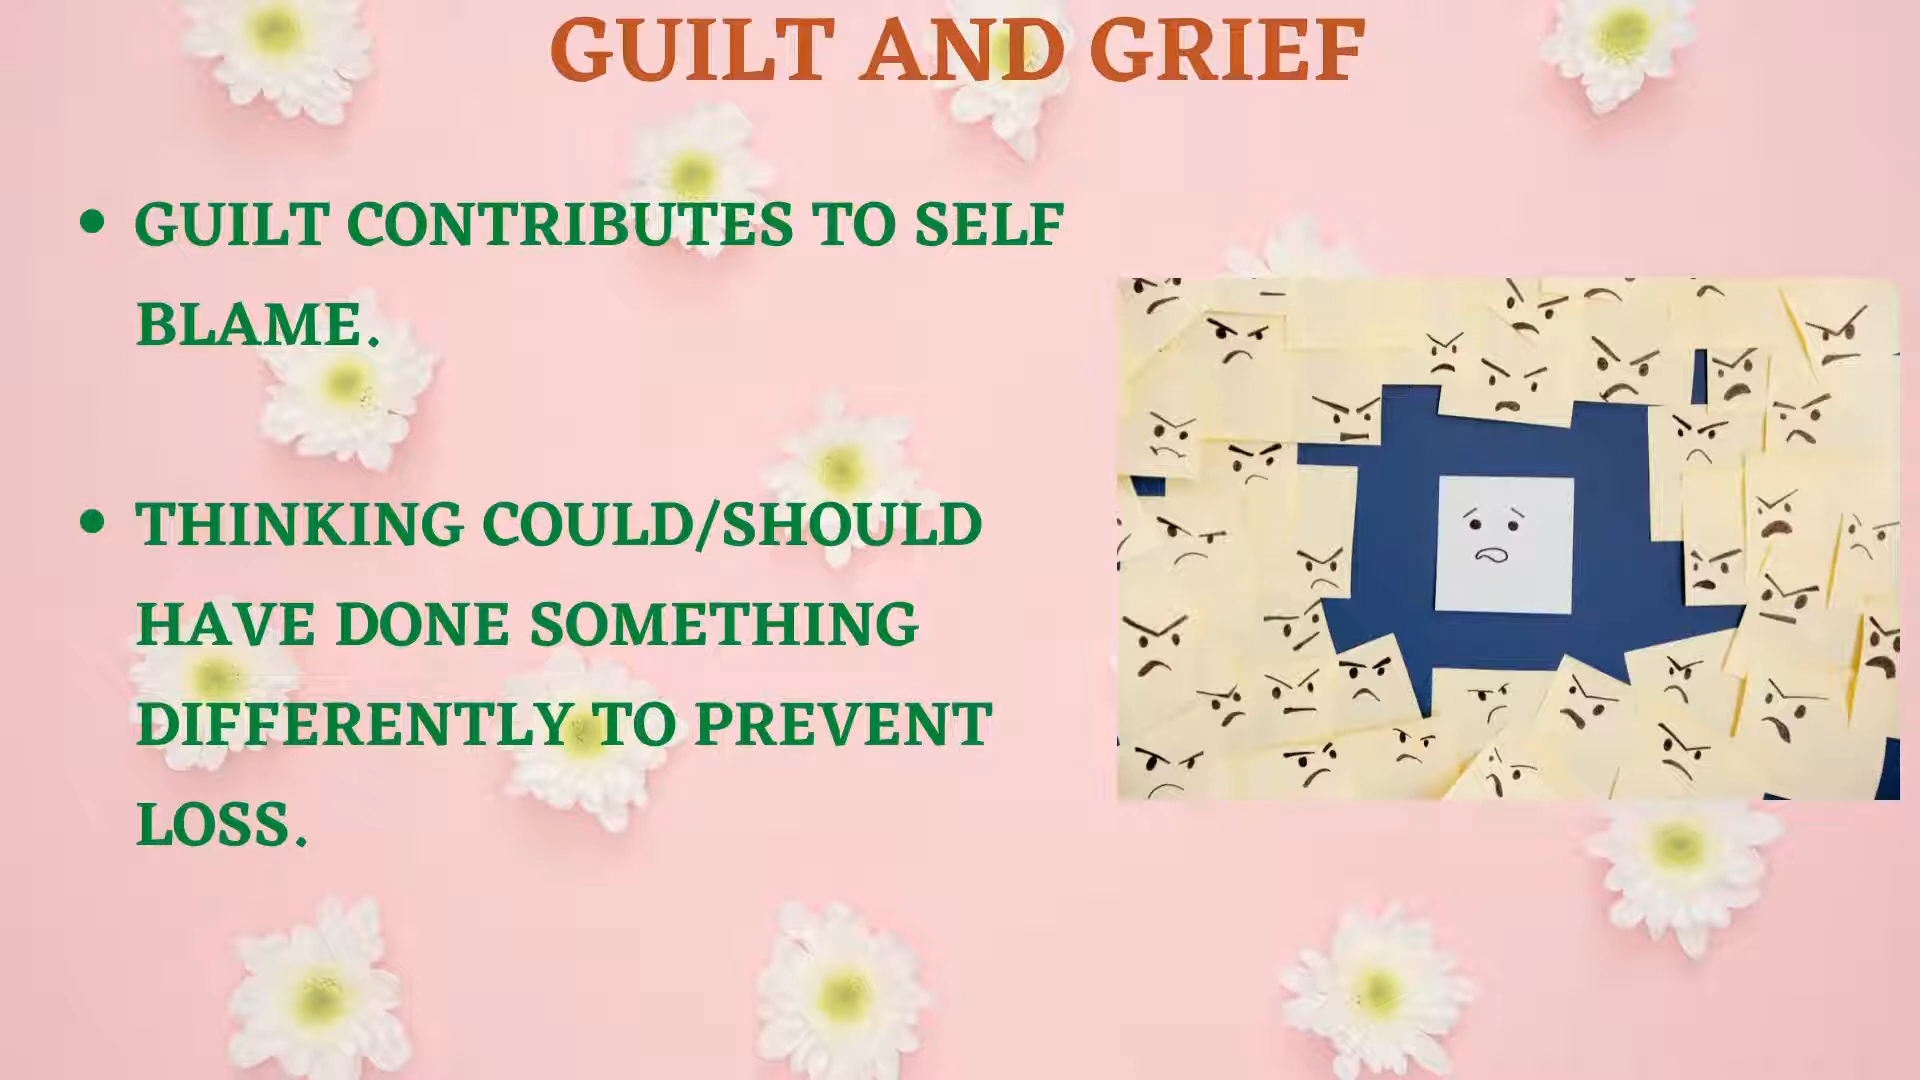 GUILT AND GRIEF
• GUILT CONTRIBUTES TO SELF
BLAME.
• THINKING COULD/SHOULD
HAVE DONE SOMETHING
DIFFERENTLY TO PREVENT
LOSS.